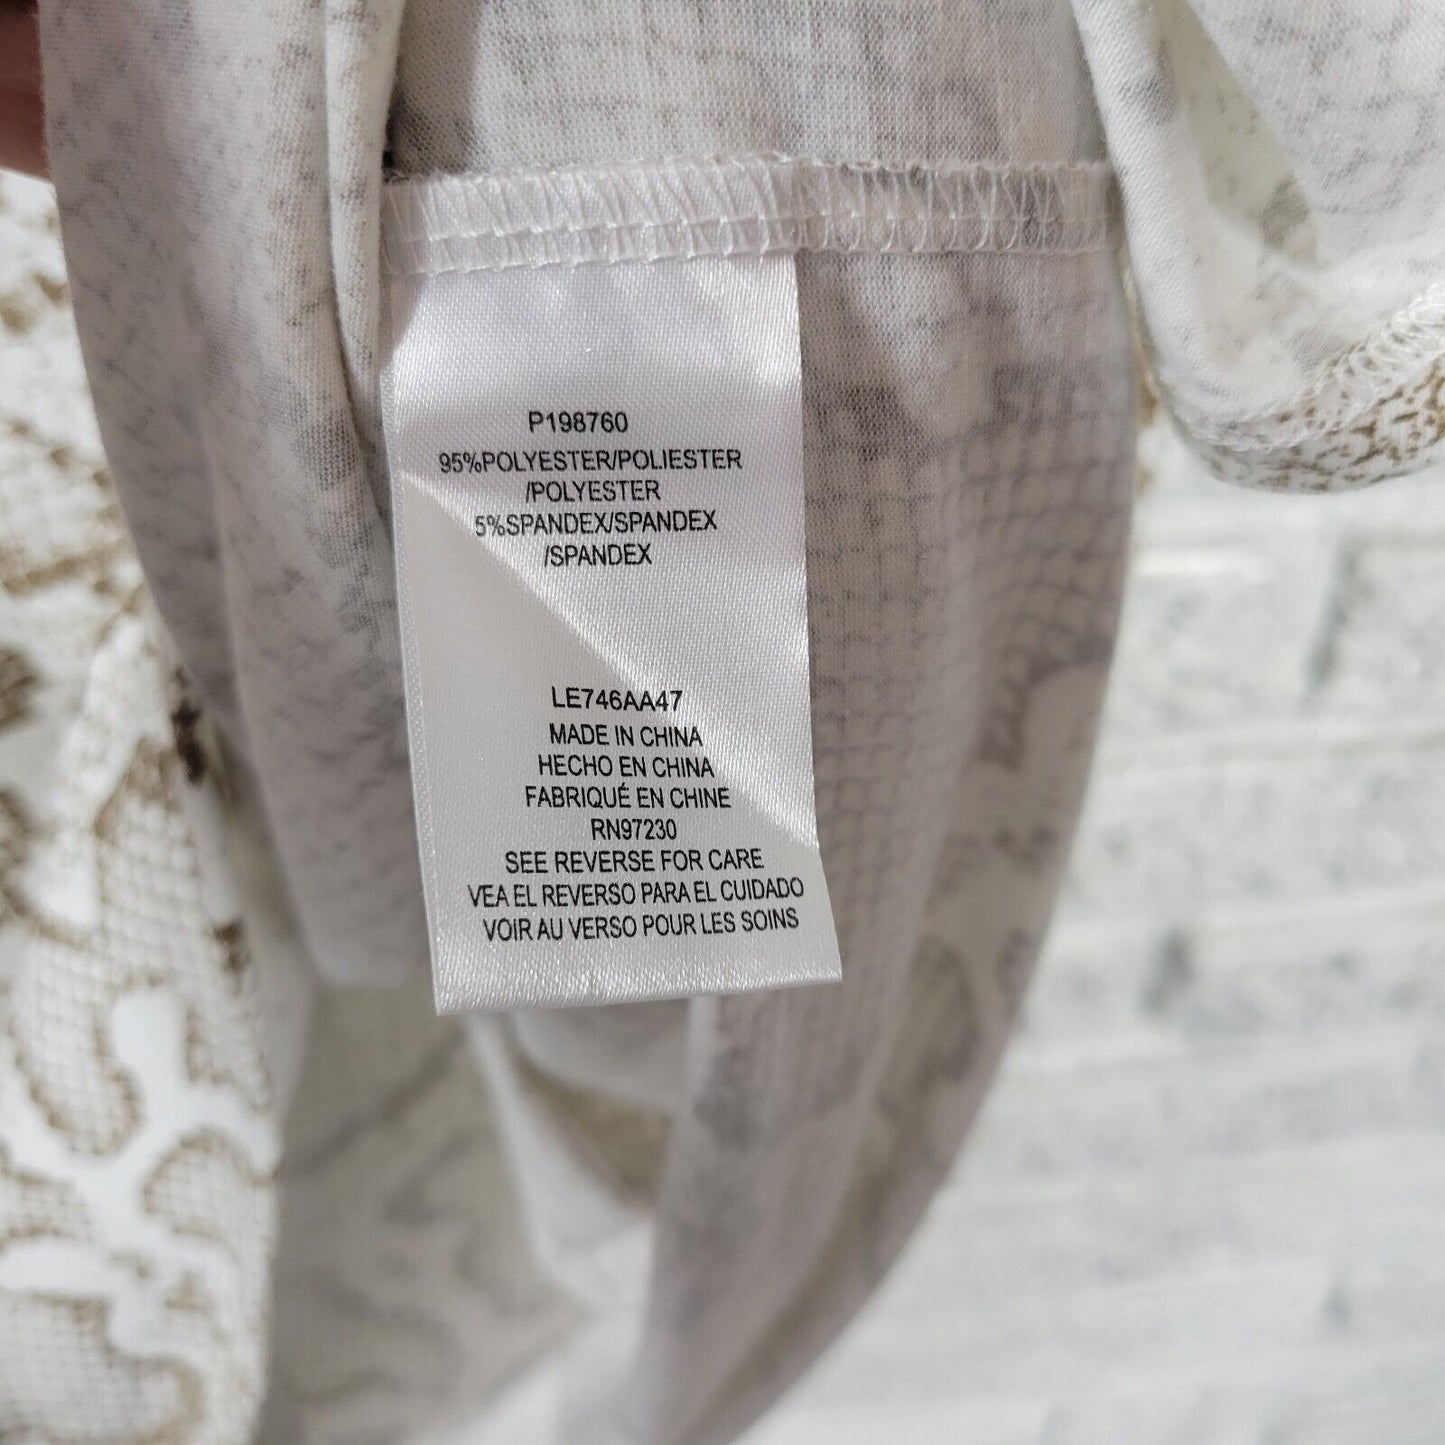 P198760
95%POLYESTER/POLIESTER
/POLYESTER
5%SPANDEX/SPANDEX
/SPANDEX
LE746AA47
MADE IN CHINA
HECHO EN CHINA
FABRIQUÉ EN CHINE
RN97230
SEE REVERSE FOR CARE
VEA EL REVERSO PARA EL CUIDADO
VOIR AU VERSO POUR LES SOINS